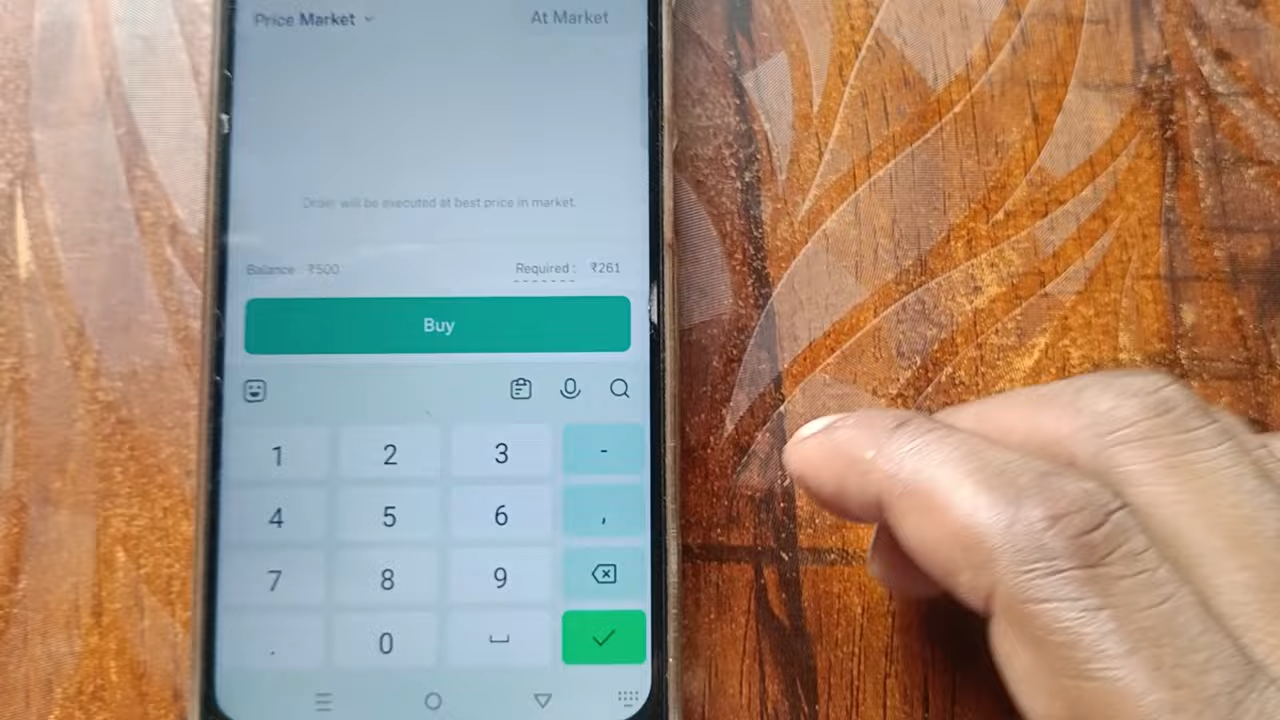 Price Market At Market
Order will be executed at best price in market.
Balance : ₹500 Required : ₹261
Buy
1 2 3 -
4 5 6 ,
7 8 9
. 0